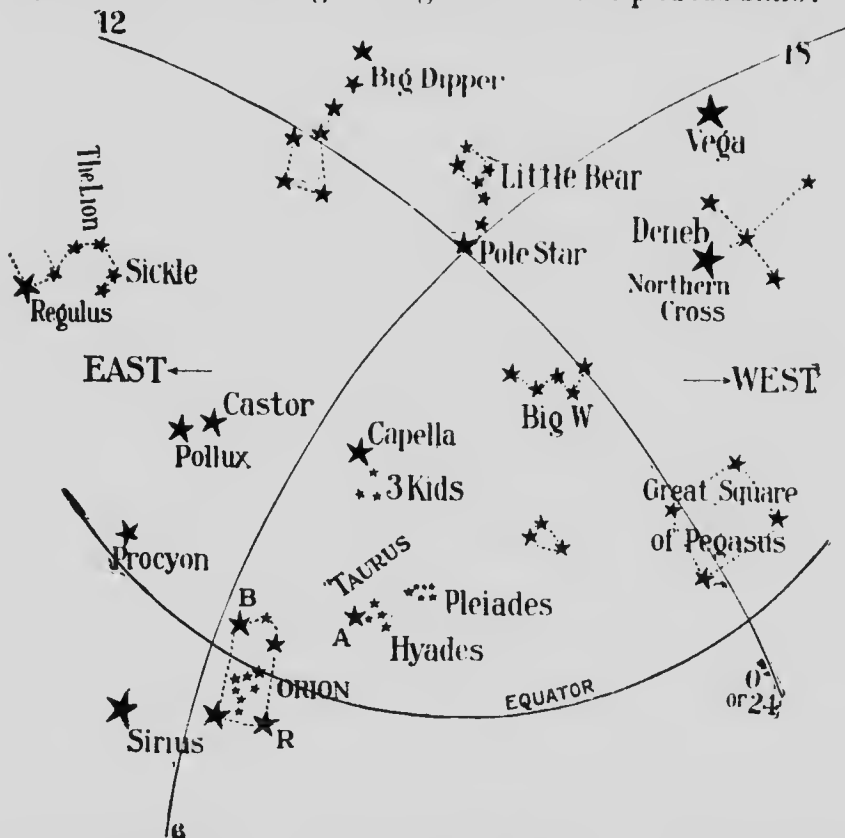 12
18
Big Dipper
Vega
Little Bear
The Lion
Deneb
Pole Star
Sickle
Northern
Cross
Regulus
EAST
WEST
Castor
Big W
Pollux
Capella
3 Kids
Great Square
of Pegasus
Procyon
TAURUS
B
Pleiades
A
Hyades
ORION
EQUATOR
0
or 24
Sirius
R
6